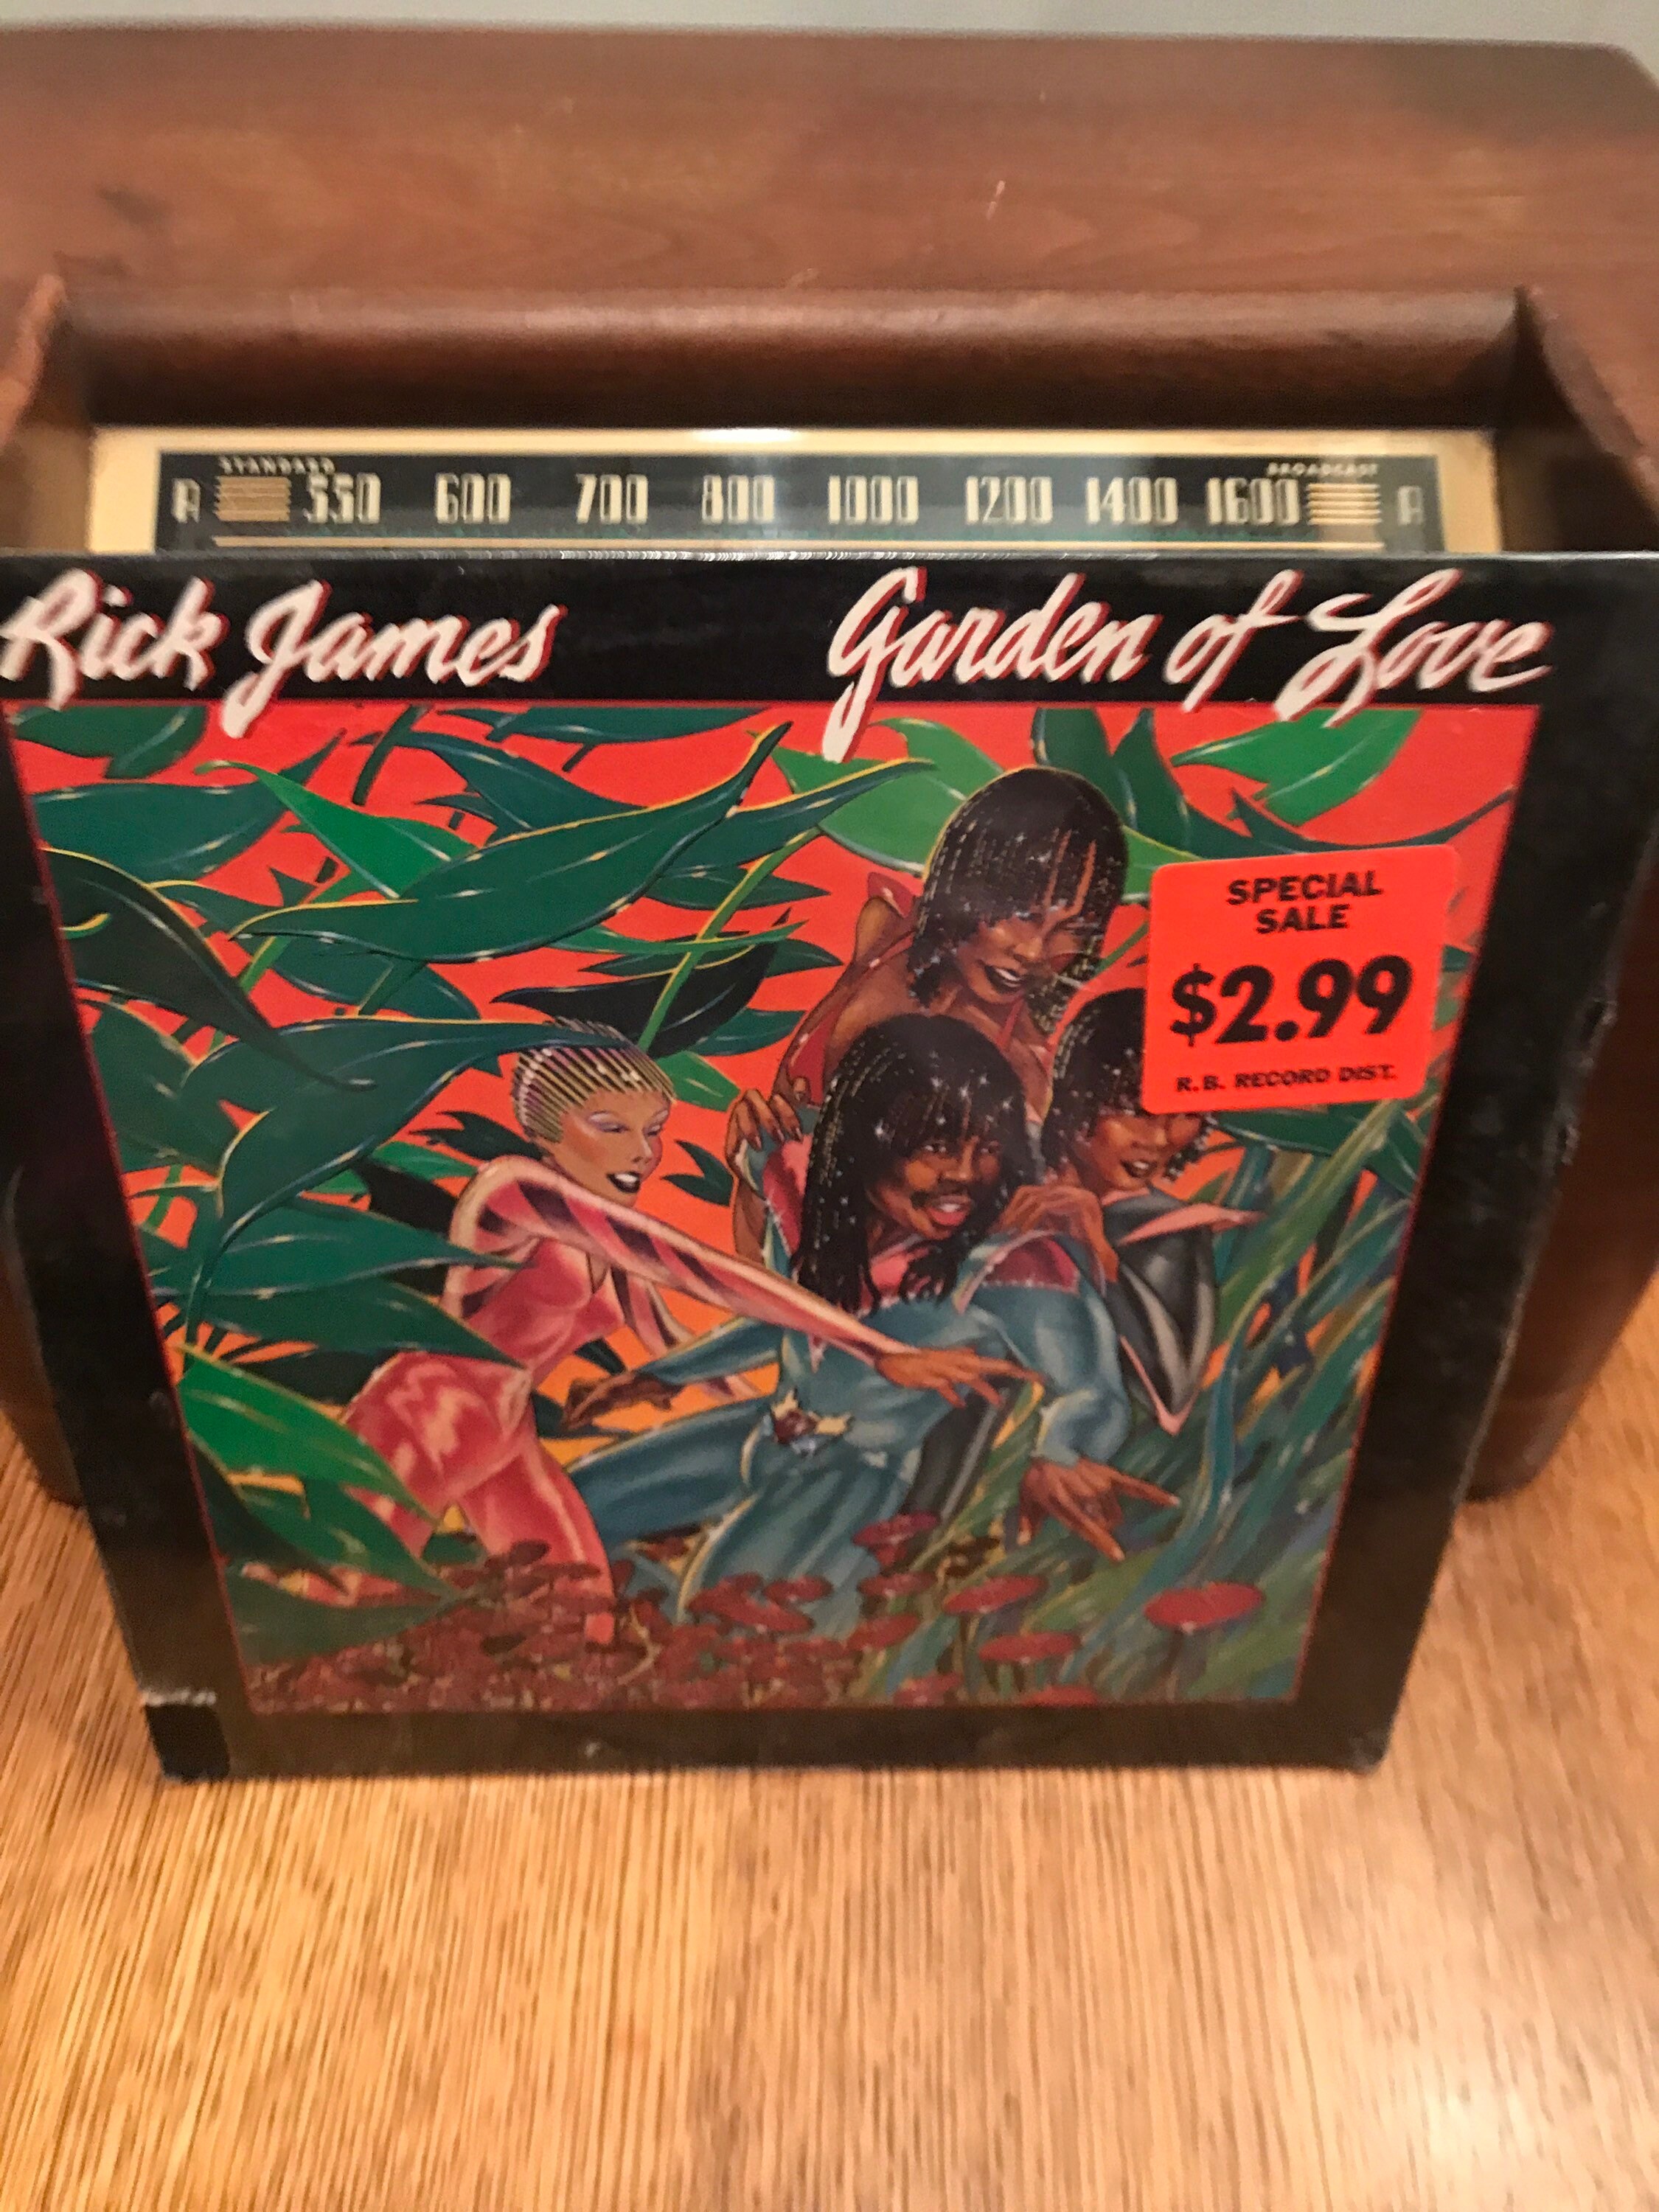 STANDARD BROADCAST
A 550 600 700 800 1000 1200 1400 1600 A
Rick James Garden of Love
SPECIAL
SALE
$2.99
R.B. RECORD DIST.